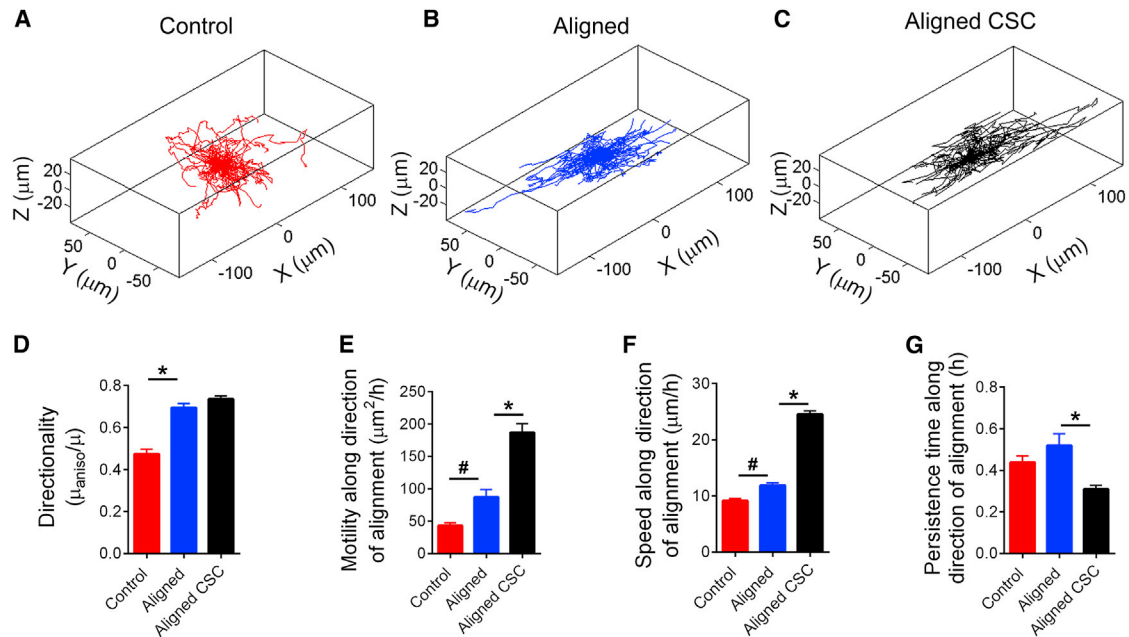 A
Control
B
Aligned
C
Aligned CSC
Z (μm)
20
0
-20
50
0
-50
Y (μm)
-100
0
100
X (μm)
Z (μm)
20
0
-20
50
0
-50
Y (μm)
-100
0
100
X (μm)
Z (μm)
20
0
-20
50
0
-50
Y (μm)
-100
0
100
X (μm)
D
Directionality
(μaniso/μ)
0.8
0.6
0.4
0.2
0.0
*
Control
Aligned
Aligned CSC
E
Motility along direction
of alignment (μm²/h)
250
200
150
100
50
0
#
*
Control
Aligned
Aligned CSC
F
Speed along direction
of alignment (μm/h)
30
20
10
0
#
*
Control
Aligned
Aligned CSC
G
Persistence time along
direction of alignment (h)
0.8
0.6
0.4
0.2
0.0
*
Control
Aligned
Aligned CSC